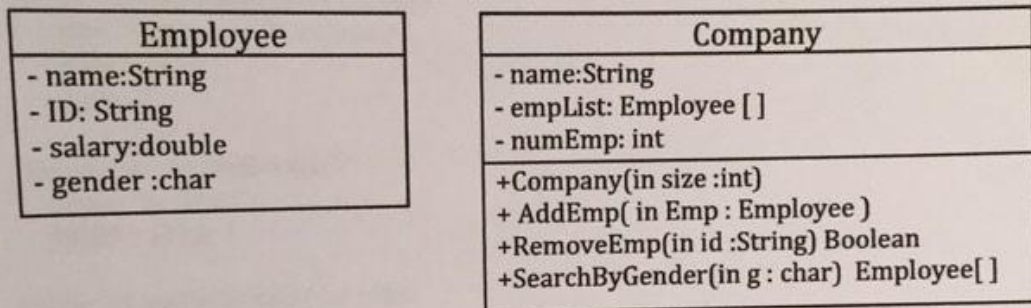 Employee
- name:String
- ID: String
- salary:double
- gender :char
Company
- name:String
- empList: Employee [ ]
- numEmp: int
+Company(in size :int)
+ AddEmp( in Emp : Employee )
+RemoveEmp(in id :String) Boolean
+SearchByGender(in g : char) Employee[ ]